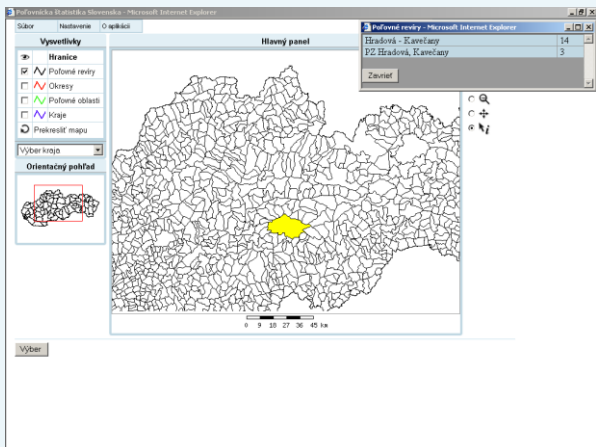 Poľovnícka štatistika Slovenska - Microsoft Internet Explorer
Súbor Nastavenie O aplikácii
Vysvetlivky
Hranice
Poľovné revíry
Okresy
Poľovné oblasti
Kraje
Prekresliť mapu
Výber kraja
Orientačný pohľad
Hlavný panel
Poľovné revíry - Microsoft Internet Explorer
Hradová - Kavečany 14
PZ Hradová, Kavečany 3
Zavrieť
0 9 18 27 36 45 km
Výber